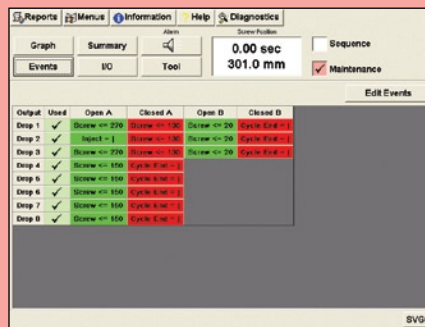 Reports Menus Information Help Diagnostics
Alarm Screw Position
Graph Summary 0.00 sec Sequence
Events I/O Tool 301.0 mm Maintenance
Edit Events
Output Used Open A Closed A Open B Closed B
Drop 1 Screw <= 270 Screw <= 130 Screw <= 20 Cycle End = |
Drop 2 Inject = | Screw <= 130 Screw <= 20 Cycle End = |
Drop 3 Screw <= 270 Screw <= 130 Screw <= 20 Cycle End = |
Drop 4 Screw <= 150 Cycle End = |
Drop 5 Screw <= 150 Cycle End = |
Drop 6 Screw <= 150 Cycle End = |
Drop 7 Screw <= 150 Cycle End = |
Drop 8 Screw <= 150 Cycle End = |